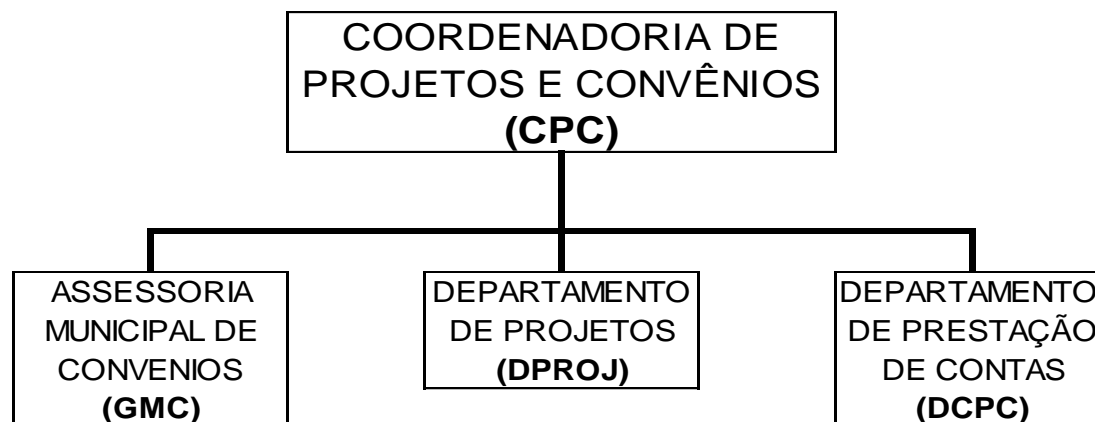 COORDENADORIA DE
PROJETOS E CONVÊNIOS
(CPC)
ASSESSORIA
MUNICIPAL DE
CONVENIOS
(GMC)
DEPARTAMENTO
DE PROJETOS
(DPROJ)
DEPARTAMENTO
DE PRESTAÇÃO
DE CONTAS
(DCPC)